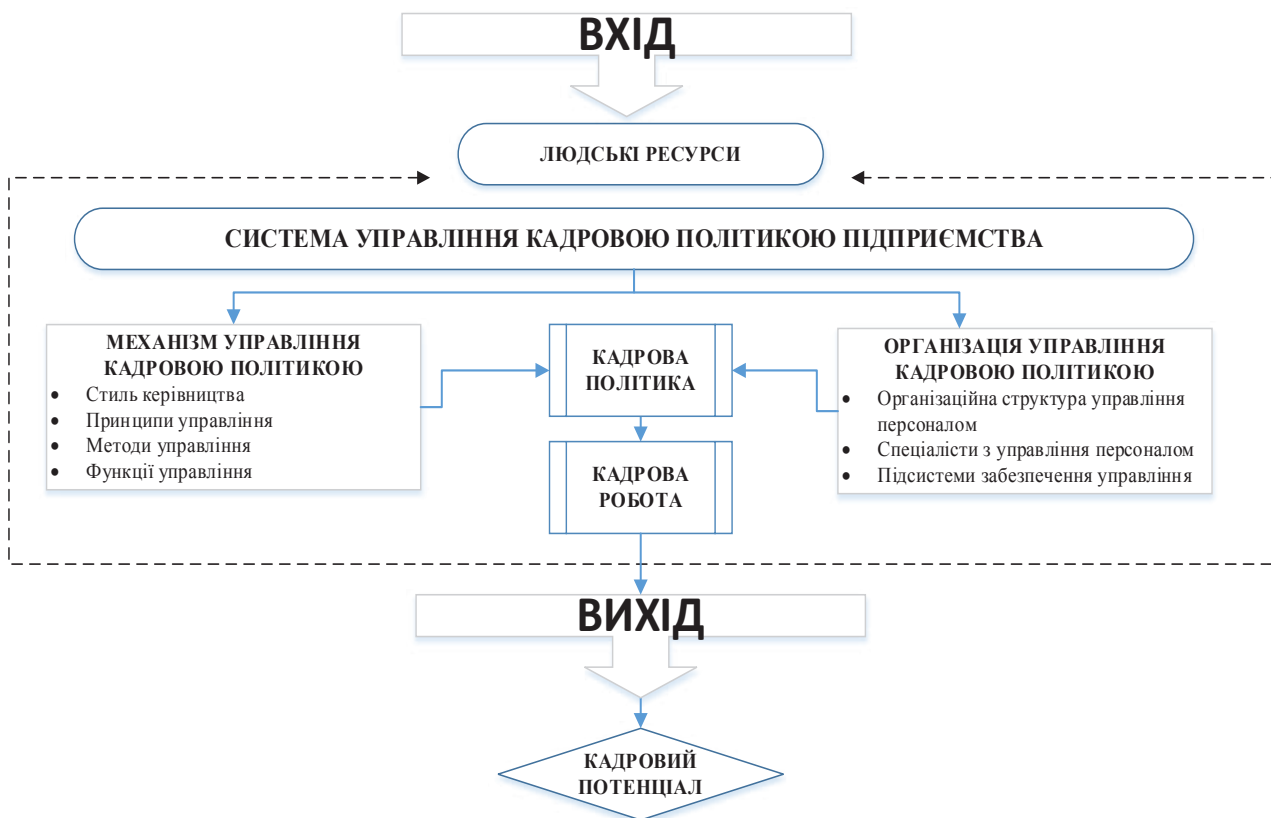 ВХІД
ЛЮДСЬКІ РЕСУРСИ
СИСТЕМА УПРАВЛІННЯ КАДРОВОЮ ПОЛІТИКОЮ ПІДПРИЄМСТВА
МЕХАНІЗМ УПРАВЛІННЯ
КАДРОВОЮ ПОЛІТИКОЮ
• Стиль керівництва
• Принципи управління
• Методи управління
• Функції управління
КАДРОВА
ПОЛІТИКА
КАДРОВА
РОБОТА
ОРГАНІЗАЦІЯ УПРАВЛІННЯ
КАДРОВОЮ ПОЛІТИКОЮ
• Організаційна структура управління
персоналом
• Спеціалісти з управління персоналом
• Підсистеми забезпечення управління
ВИХІД
КАДРОВИЙ
ПОТЕНЦІАЛ